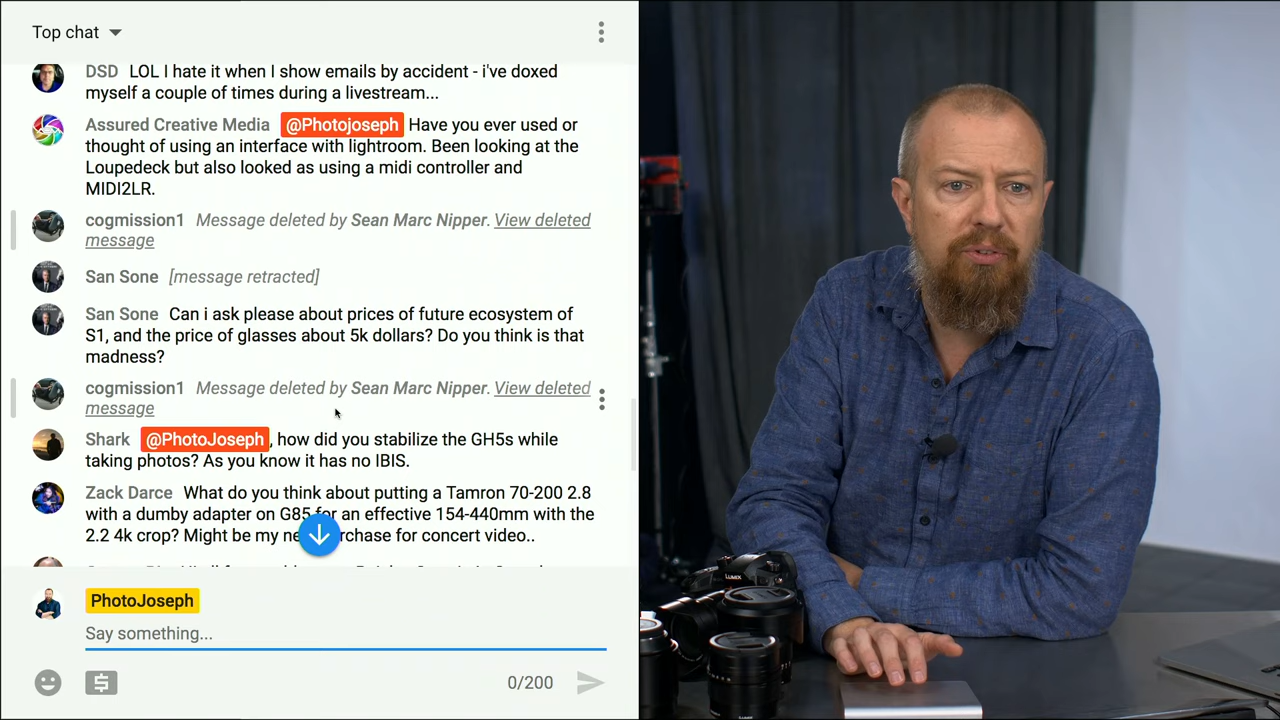 Top chat
DSD LOL I hate it when I show emails by accident - i've doxed
myself a couple of times during a livestream...
Assured Creative Media @Photojoseph Have you ever used or
thought of using an interface with lightroom. Been looking at the
Loupedeck but also looked as using a midi controller and
MIDI2LR.
cogmission1 Message deleted by Sean Marc Nipper. View deleted
message
San Sone [message retracted]
San Sone Can i ask please about prices of future ecosystem of
S1, and the price of glasses about 5k dollars? Do you think is that
madness?
cogmission1 Message deleted by Sean Marc Nipper. View deleted
message
Shark @PhotoJoseph, how did you stabilize the GH5s while
taking photos? As you know it has no IBIS.
Zack Darce What do you think about putting a Tamron 70-200 2.8
with a dumby adapter on G85 for an effective 154-440mm with the
2.2 4k crop? Might be my rchase for concert video..
PhotoJoseph
Say something...
0/200
LUMIX
LUMIX